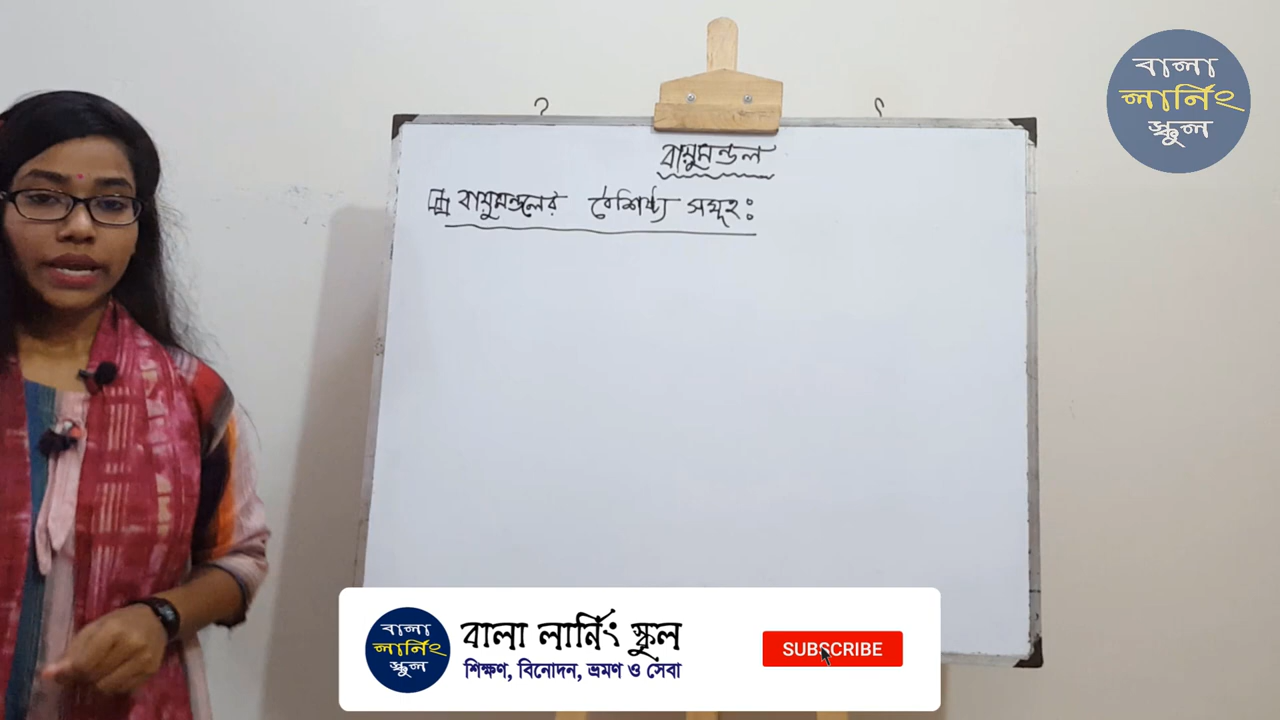 বালা
লার্নিং
স্কুল
বায়ুমন্ডল
বায়ুমন্ডলের বৈশিষ্ট্য সমূহঃ
বালা
লার্নিং
স্কুল
বালা লার্নিং স্কুল
শিক্ষণ, বিনোদন, ভ্রমণ ও সেবা
SUBSCRIBE